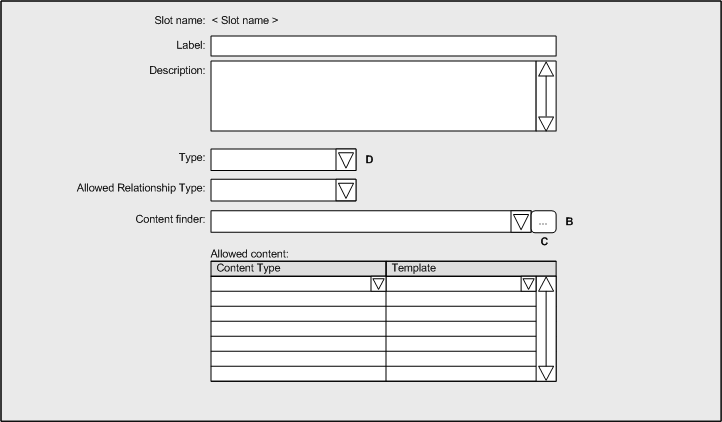 Slot name: < Slot name >
Label:
Description:
Type: D
Allowed Relationship Type:
Content finder: ... B
C
Allowed content:
Content Type Template